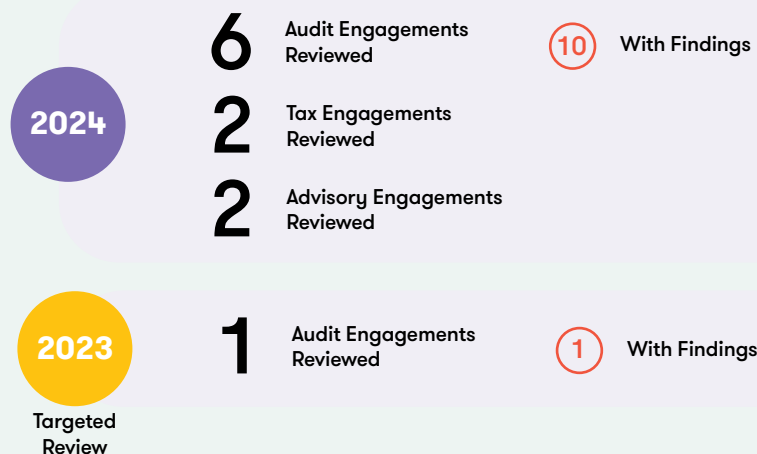 2024
6
Audit Engagements
Reviewed
10
With Findings
2
Tax Engagements
Reviewed
2
Advisory Engagements
Reviewed
2023
Targeted
Review
1
Audit Engagements
Reviewed
1
With Findings